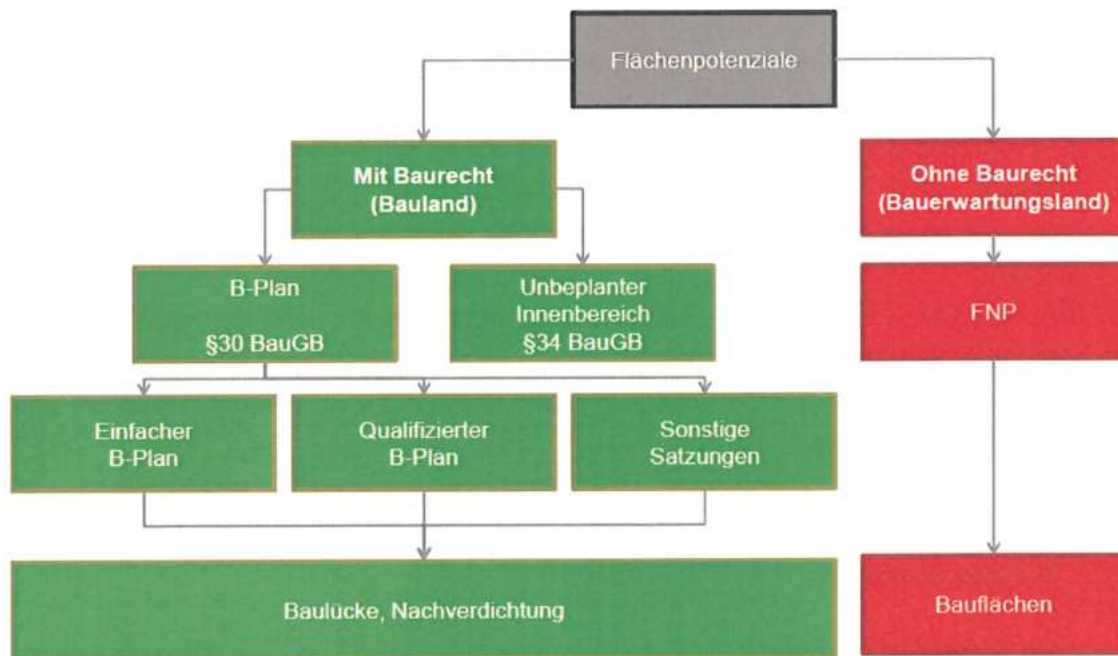 Flächenpotenziale
Mit Baurecht
(Bauland)
Ohne Baurecht
(Bauerwartungsland)
B-Plan
§30 BauGB
Unbeplanter
Innenbereich
§34 BauGB
FNP
Einfacher
B-Plan
Qualifizierter
B-Plan
Sonstige
Satzungen
Baulücke, Nachverdichtung
Bauflächen